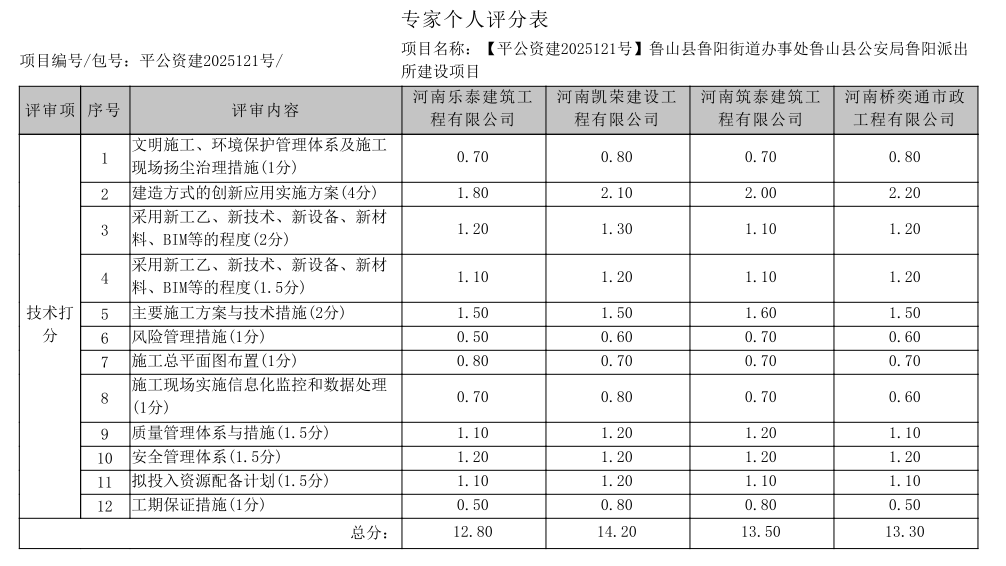 专家个人评分表
项目编号/包号: 平公资建2025121号/
项目名称: 【平公资建2025121号】鲁山县鲁阳街道办事处鲁山县公安局鲁阳派出
所建设项目
评审项 序号 评审内容 河南乐泰建筑工 河南凯荣建设工 河南筑泰建筑工 河南桥奕通市政
程有限公司 程有限公司 程有限公司 工程有限公司
技术打
分
1 文明施工、环境保护管理体系及施工
现场扬尘治理措施(1分) 0.70 0.80 0.70 0.80
2 建造方式的创新应用实施方案(4分) 1.80 2.10 2.00 2.20
3 采用新工乙、新技术、新设备、新材
料、BIM等的程度(2分) 1.20 1.30 1.10 1.20
4 采用新工乙、新技术、新设备、新材
料、BIM等的程度(1.5分) 1.10 1.20 1.10 1.20
5 主要施工方案与技术措施(2分) 1.50 1.50 1.60 1.50
6 风险管理措施(1分) 0.50 0.60 0.70 0.60
7 施工总平面图布置(1分) 0.80 0.70 0.70 0.70
8 施工现场实施信息化监控和数据处理
(1分) 0.70 0.80 0.70 0.60
9 质量管理体系与措施(1.5分) 1.10 1.20 1.20 1.10
10 安全管理体系(1.5分) 1.20 1.20 1.20 1.20
11 拟投入资源配备计划(1.5分) 1.10 1.20 1.10 1.10
12 工期保证措施(1分) 0.50 0.80 0.80 0.50
总分: 12.80 14.20 13.50 13.30